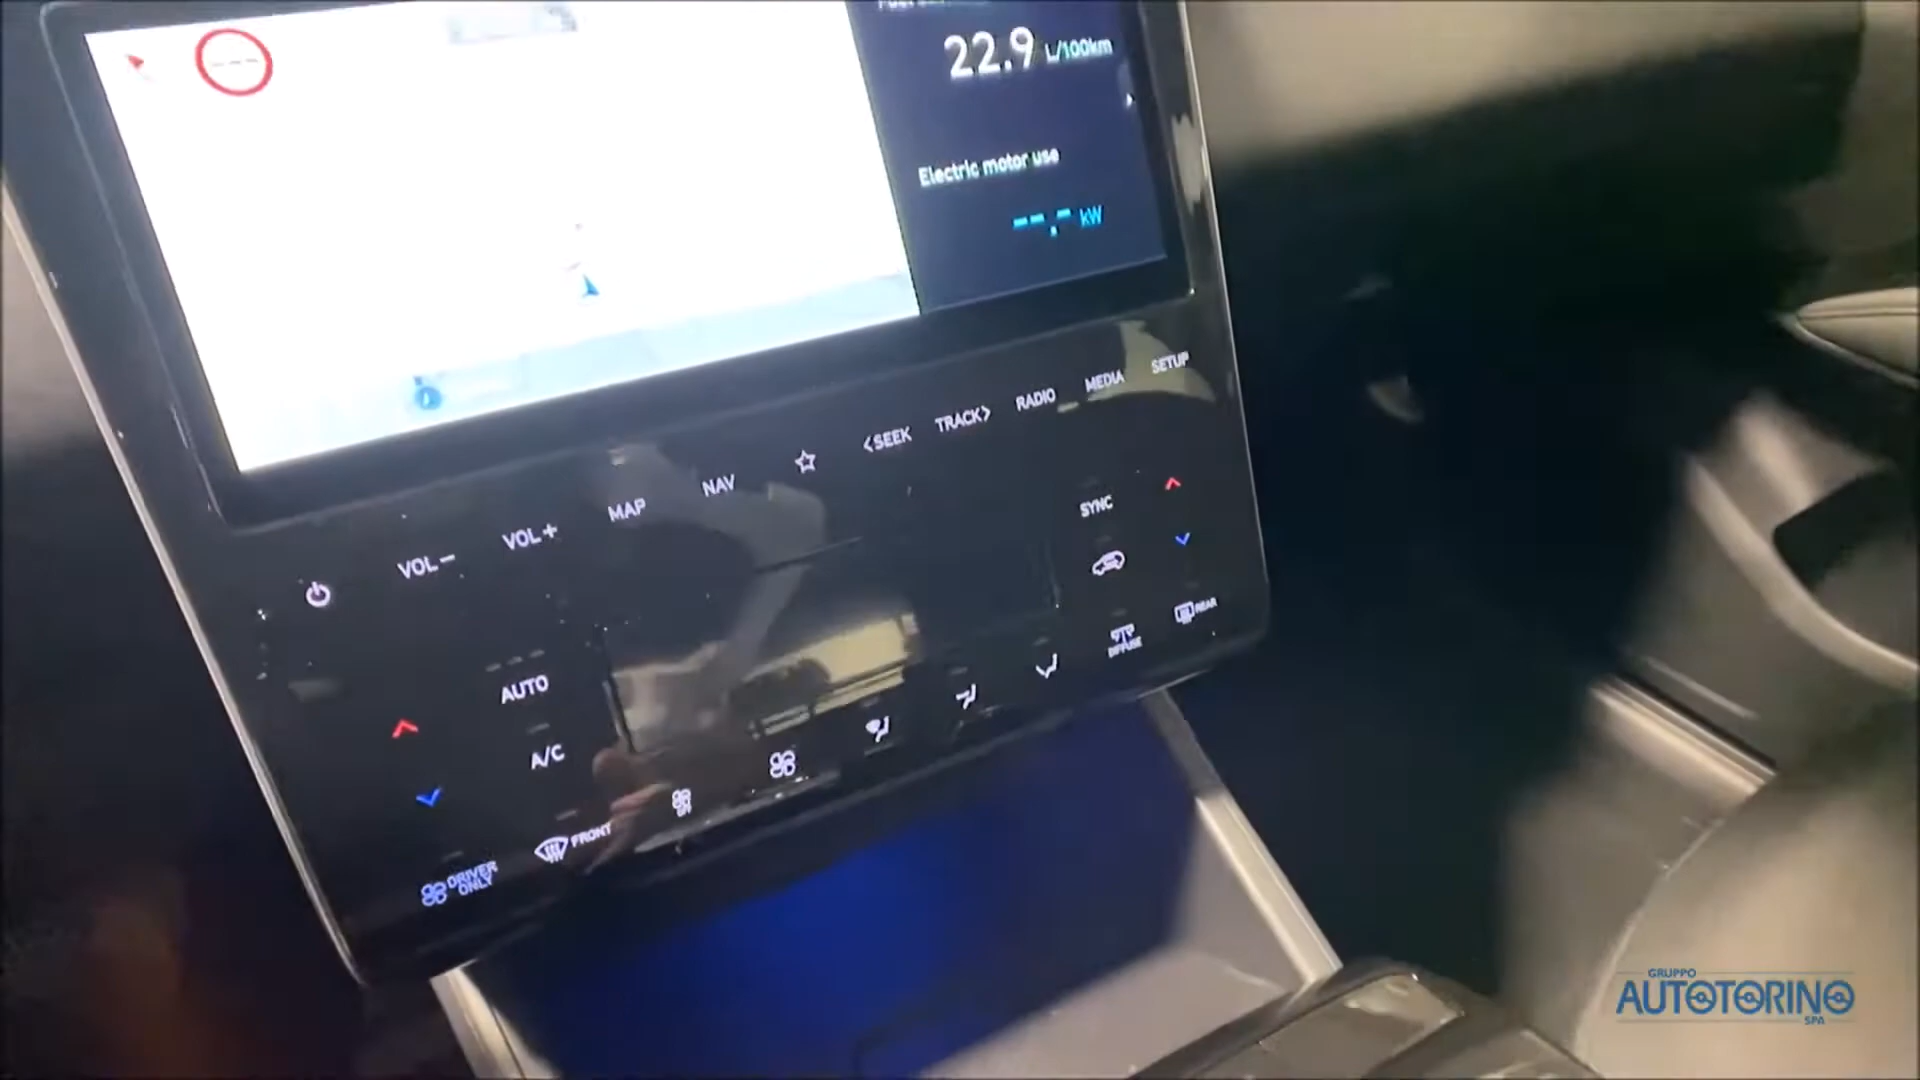 22.9 L/100km
Electric motor use
--.- kW
VOL−
VOL+
MAP
NAV
<SEEK
TRACK>
RADIO
MEDIA
SETUP
AUTO
A/C
SYNC
DRIVER ONLY
FRONT
OFF
DIFFUSE
REAR
GRUPPO
AUTOTORINO
SPA